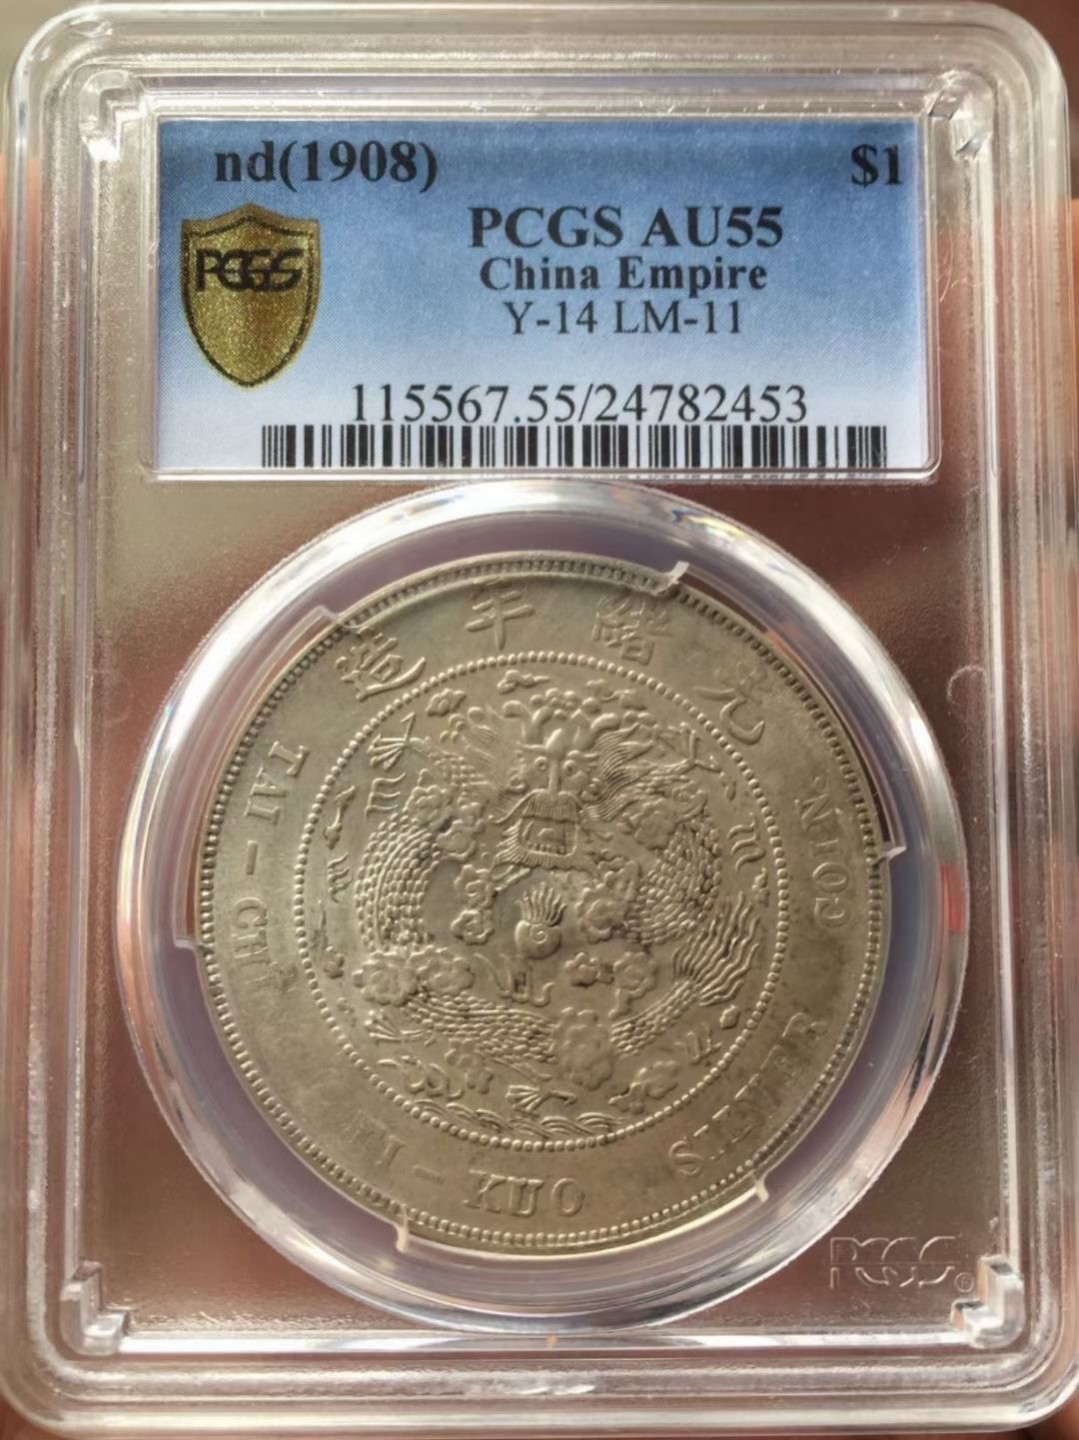 nd(1908) $1
PCGS
PCGS AU55
China Empire
Y-14 LM-11
115567.55/24782453
光緒年造
TAI-
TI-KUO SILVER COIN.
PCGS©